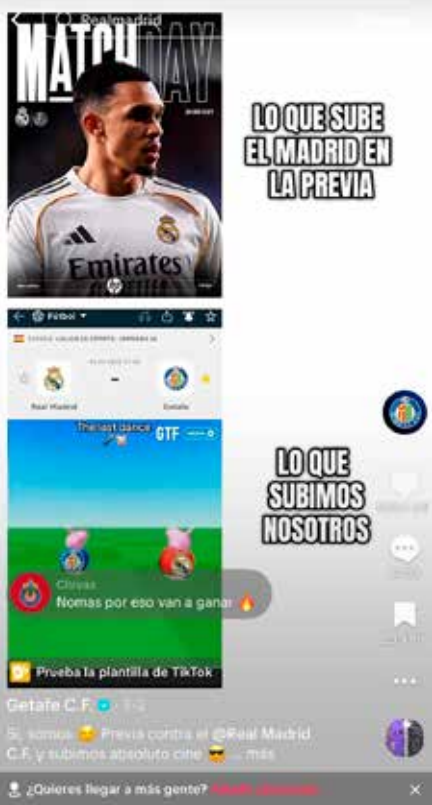 Realmadrid
MATCHDAY
LO QUE SUBE
EL MADRID EN
LA PREVIA
Emirates
Fútbol
Real Madrid
-
Getafe
The last dance
GTF
LO QUE
SUBIMOS
NOSOTROS
Chivas
Nomas por eso van a ganar 🔥
Prueba la plantilla de TikTok
Getafe C.F.
Si, somos Previa contra el @Real Madrid
C.F. y subimos absoluto cine 😎 ... más
¿Quieres llegar a más gente?